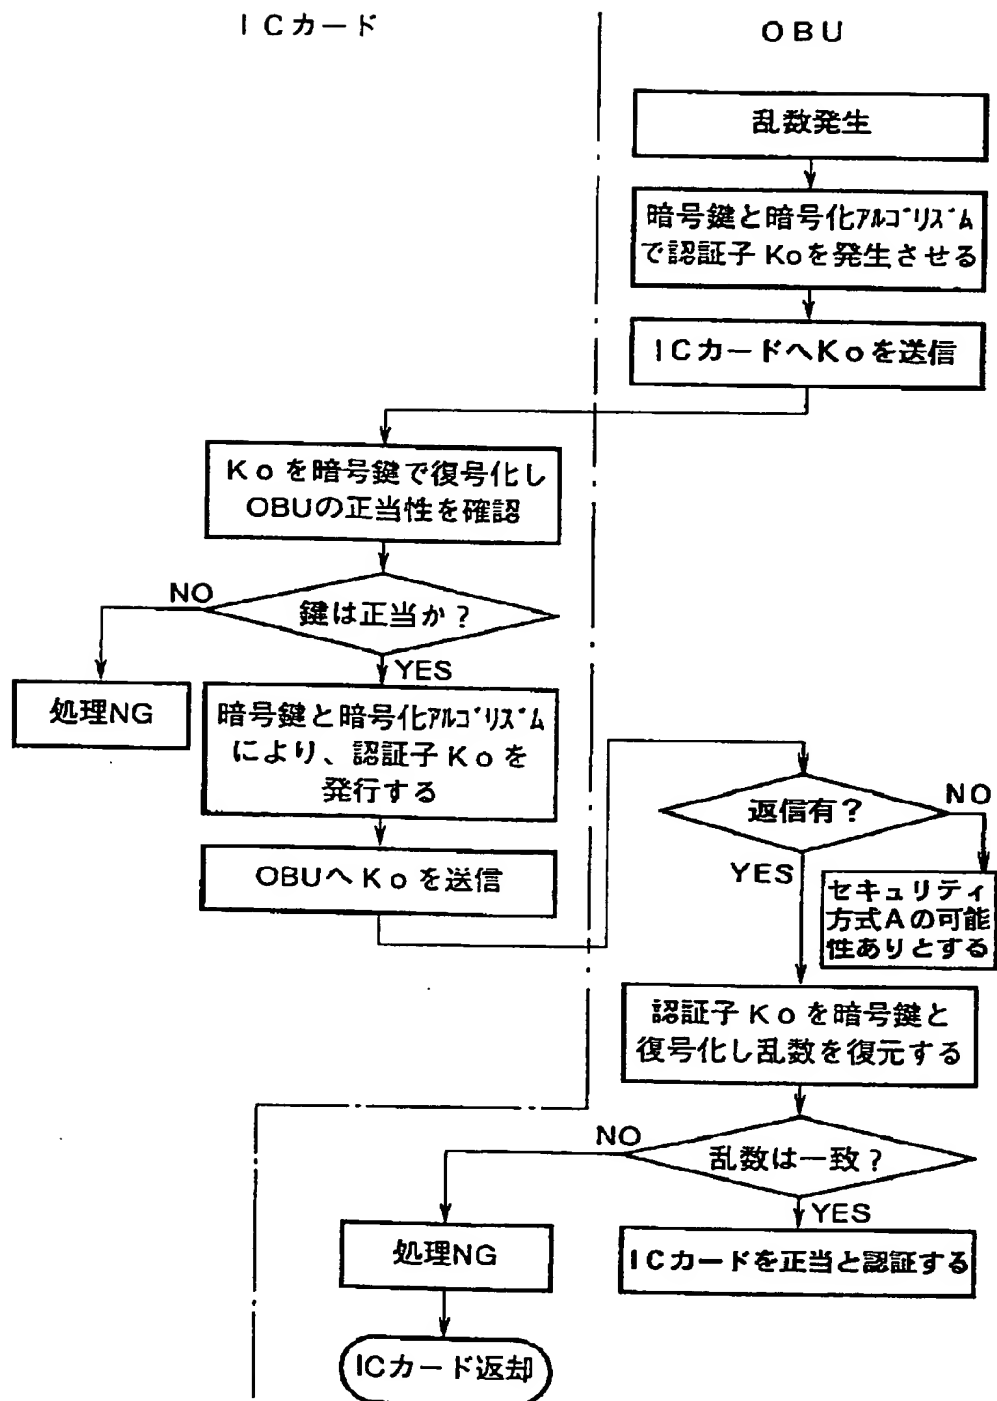 ICカード
OBU
乱数発生
暗号鍵と暗号化ｱﾙｺﾞﾘｽﾞﾑ
で認証子Koを発生させる
ICカードへKoを送信
Koを暗号鍵で復号化し
OBUの正当性を確認
NO
鍵は正当か？
YES
処理NG
暗号鍵と暗号化ｱﾙｺﾞﾘｽﾞﾑ
により、認証子Koを
発行する
OBUへKoを送信
返信有？
NO
YES
セキュリティ
方式Aの可能
性ありとする
認証子Koを暗号鍵と
復号化し乱数を復元する
NO
乱数は一致？
YES
処理NG
ICカードを正当と認証する
ICカード返却